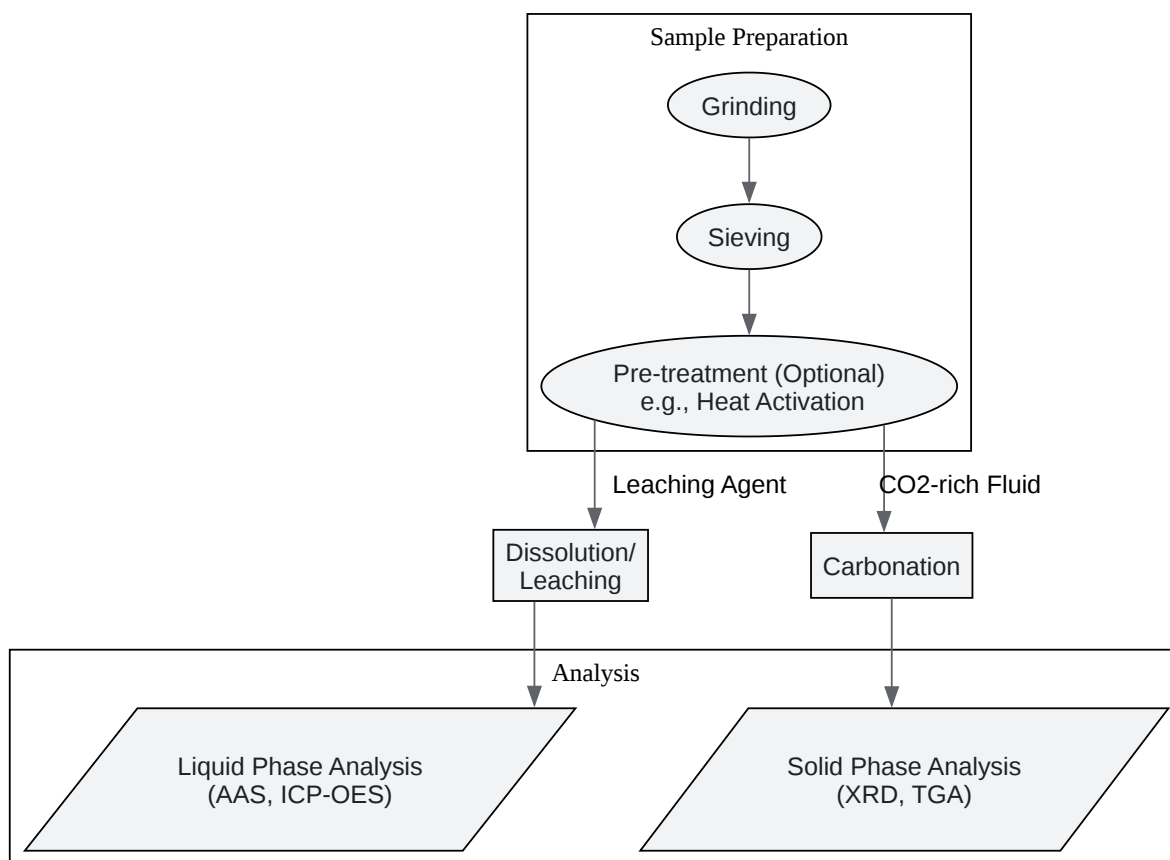 Sample Preparation
Grinding
Sieving
Pre-treatment (Optional)
e.g., Heat Activation
Leaching Agent
CO2-rich Fluid
Dissolution/
Leaching
Carbonation
Analysis
Liquid Phase Analysis
(AAS, ICP-OES)
Solid Phase Analysis
(XRD, TGA)